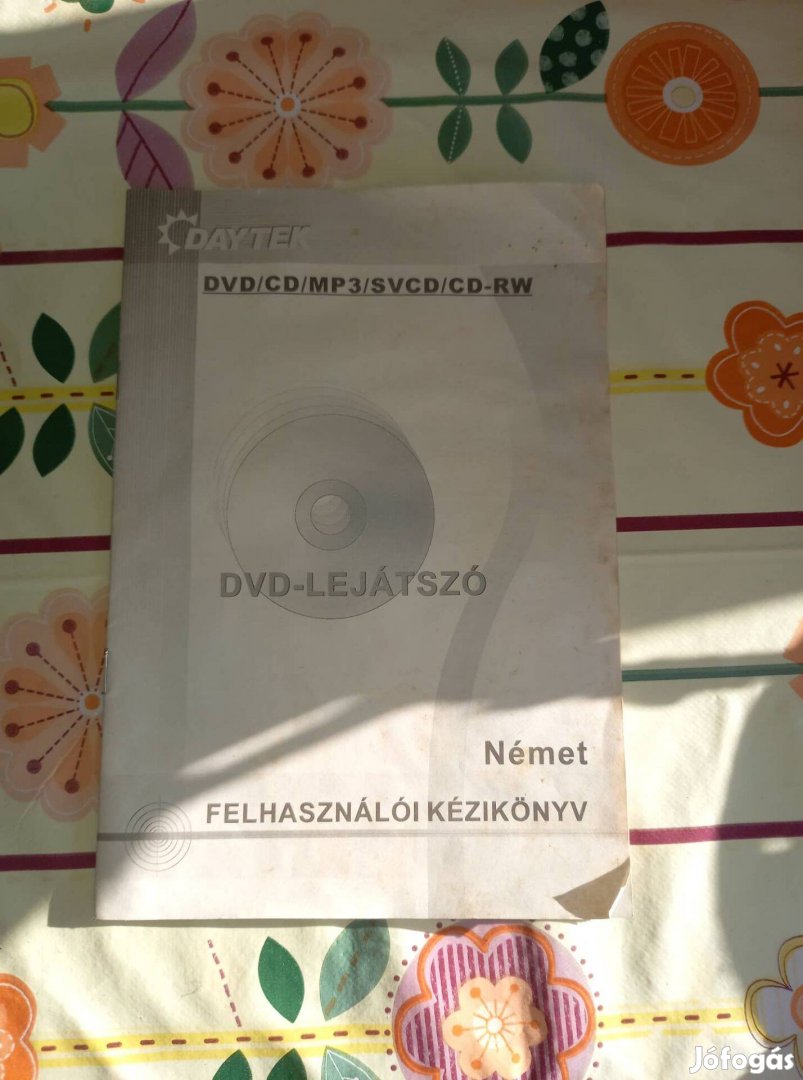 DAYTEK
DVD/CD/MP3/SVCD/CD-RW
DVD-LEJÁTSZÓ
Német
FELHASZNÁLÓI KÉZIKÖNYV
Jófogás